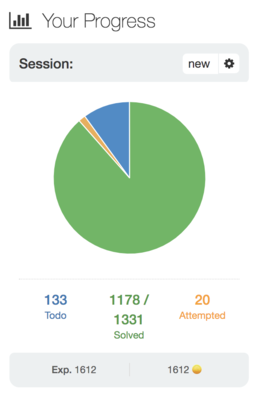 Your Progress
Session: new
133 1178 / 20
Todo 1331 Attempted
Solved
Exp. 1612 1612